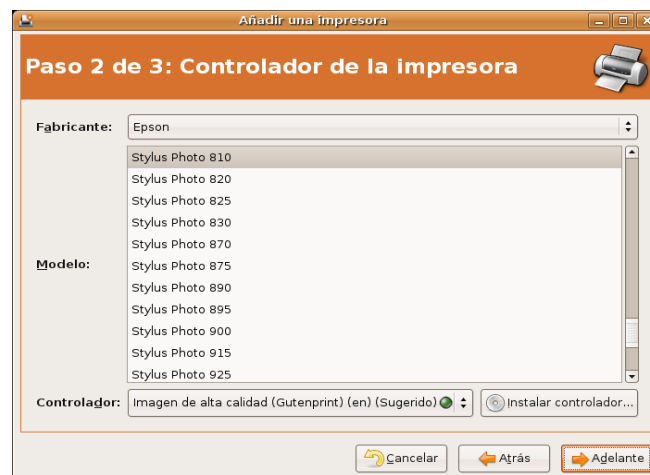 Añadir una impresora
Paso 2 de 3: Controlador de la impresora
Fabricante: Epson
Stylus Photo 810
Stylus Photo 820
Stylus Photo 825
Stylus Photo 830
Stylus Photo 870
Modelo: Stylus Photo 875
Stylus Photo 890
Stylus Photo 895
Stylus Photo 900
Stylus Photo 915
Stylus Photo 925
Controlador: Imagen de alta calidad (Gutenprint) (en) (Sugerido) Instalar controlador...
Cancelar Atrás Adelante